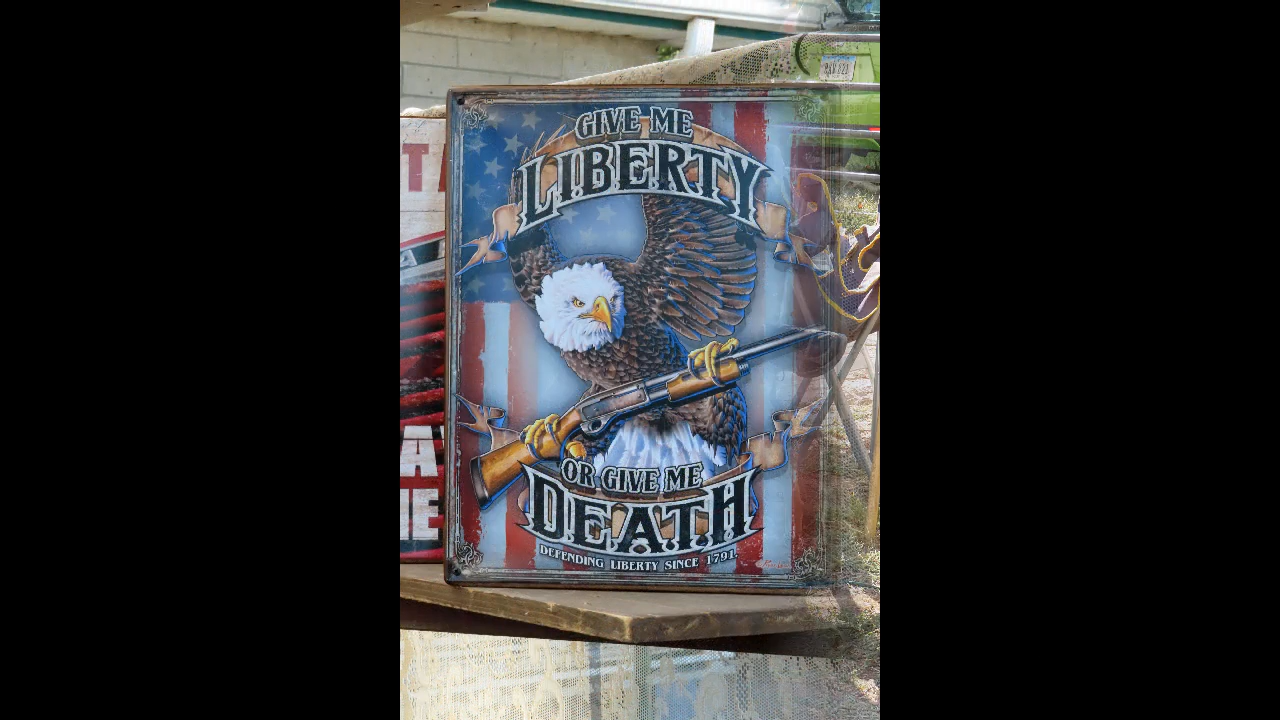 GIVE ME
LIBERTY
OR GIVE ME
DEATH
DEFENDING LIBERTY SINCE 1791.